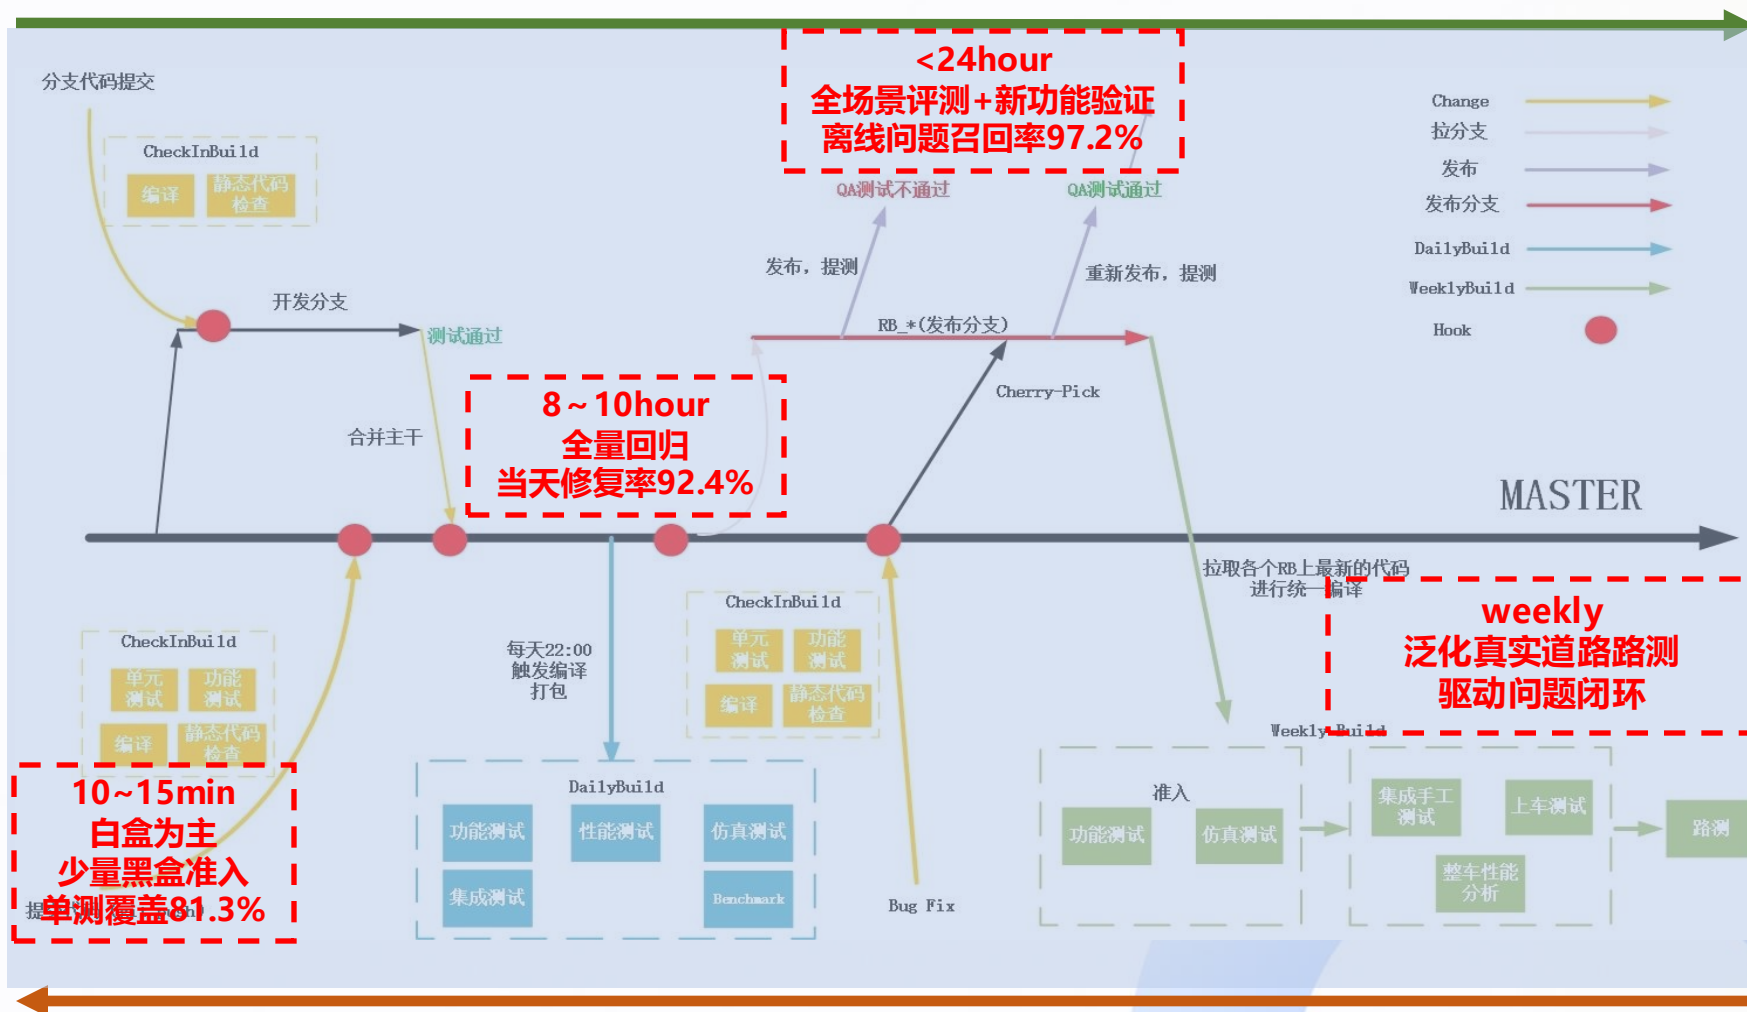 <24hour
全场景评测+新功能验证
离线问题召回率97.2%
分支代码提交
CheckInBuild
编译
静态代码
检查
QA测试不通过
QA测试通过
Change
拉分支
发布
发布分支
DailyBuild
WeeklyBuild
Hook
开发分支
测试通过
发布，提测
重新发布，提测
RB_*(发布分支)
Cherry-Pick
合并主干
8～10hour
全量回归
当天修复率92.4%
MASTER
拉取各个RB上最新的代码
进行统一编译
weekly
泛化真实道路路测
驱动问题闭环
CheckInBuild
单元
测试
功能
测试
编译
静态代码
检查
每天22:00
触发编译
打包
CheckInBuild
单元
测试
功能
测试
编译
静态代码
检查
10~15min
白盒为主
少量黑盒准入
单测覆盖81.3%
提
DailyBuild
功能测试
性能测试
仿真测试
集成测试
Benchmark
Bug Fix
Weekly Build
准入
功能测试
仿真测试
集成手工
测试
上车测试
整车性能
分析
路测